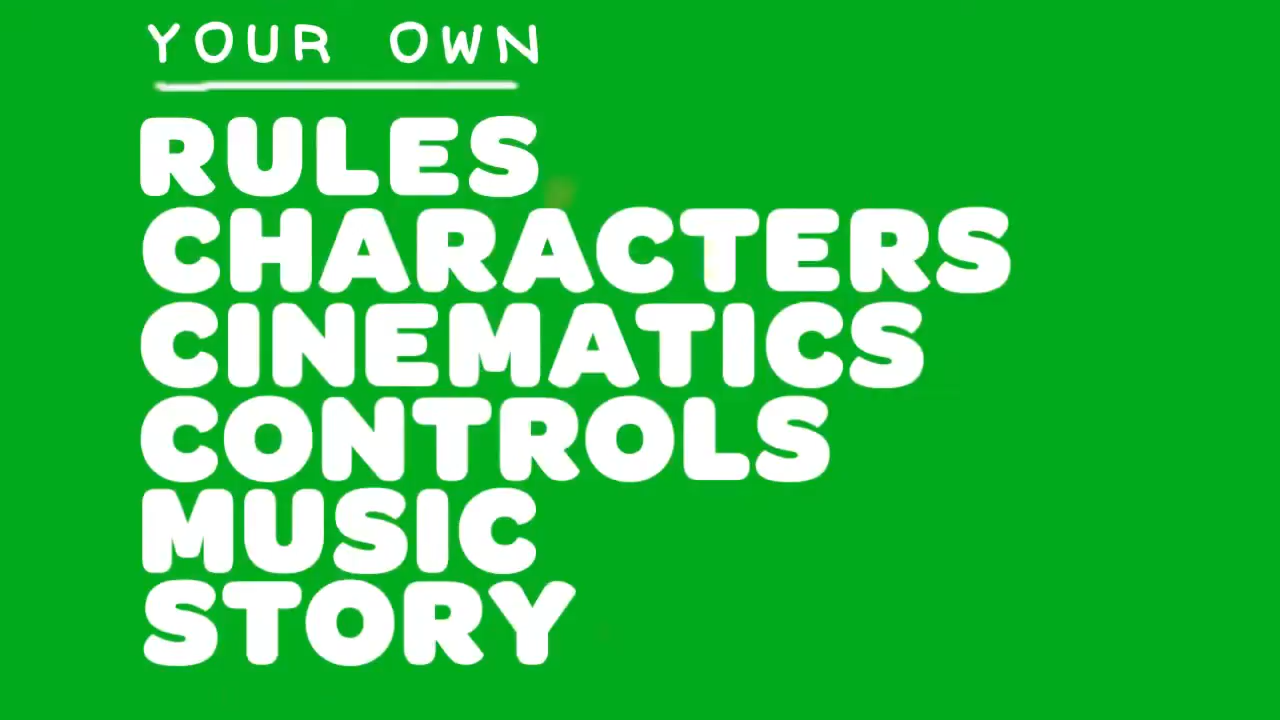 YOUR OWN
RULES
CHARACTERS
CINEMATICS
CONTROLS
MUSIC
STORY